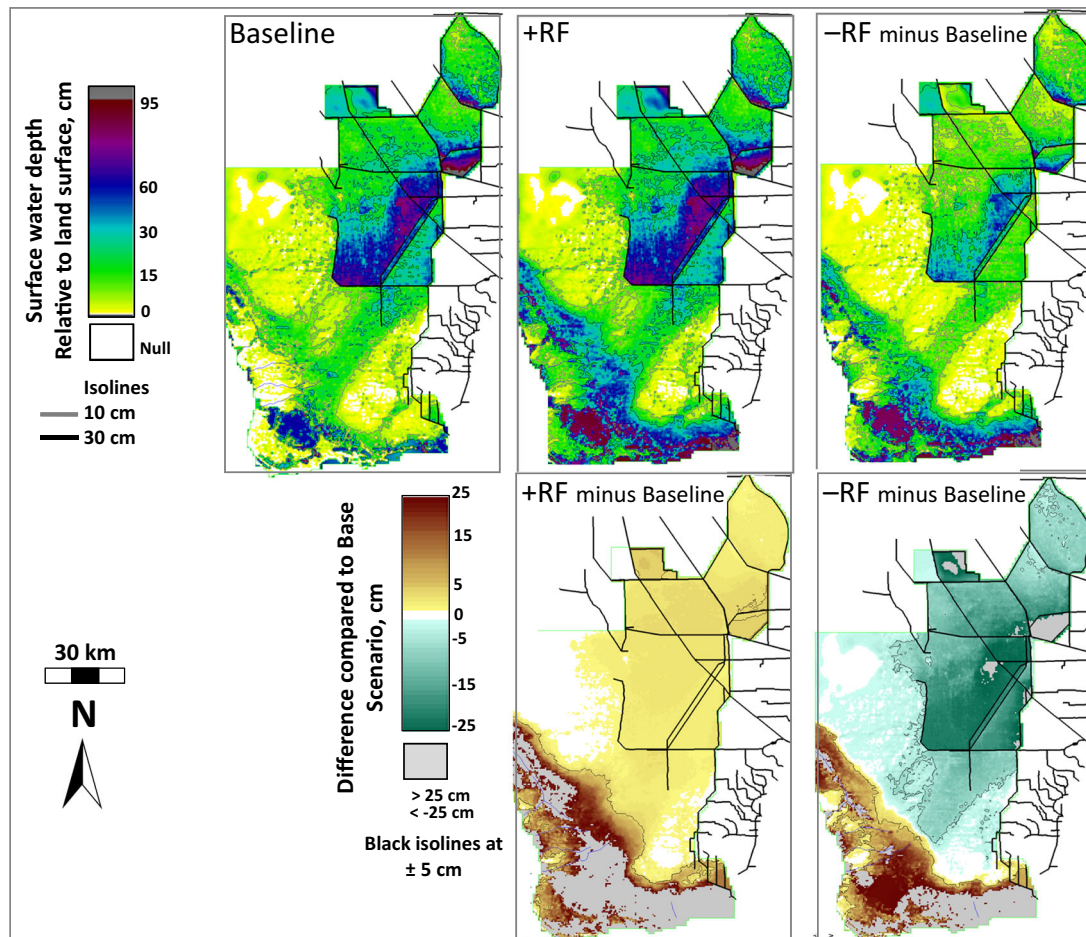 Baseline
+RF
−RF minus Baseline
Surface water depth
Relative to land surface, cm
95
60
30
15
0
Null
Isolines
10 cm
30 cm
+RF minus Baseline
−RF minus Baseline
Difference compared to Base
Scenario, cm
25
15
5
0
-5
-15
-25
> 25 cm
< -25 cm
Black isolines at
± 5 cm
30 km
N